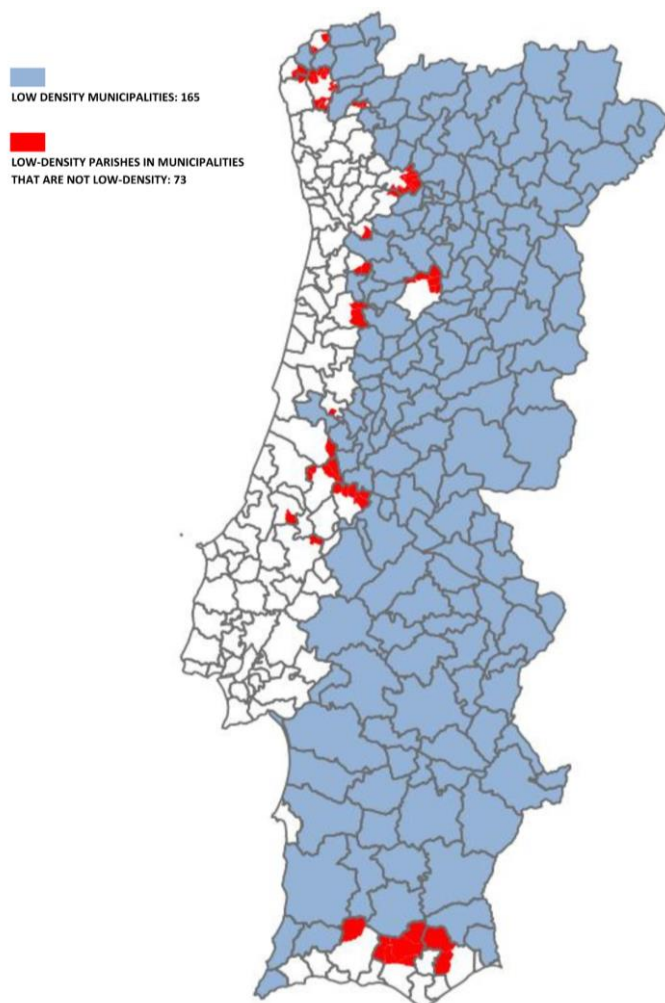 LOW DENSITY MUNICIPALITIES: 165
LOW-DENSITY PARISHES IN MUNICIPALITIES
THAT ARE NOT LOW-DENSITY: 73